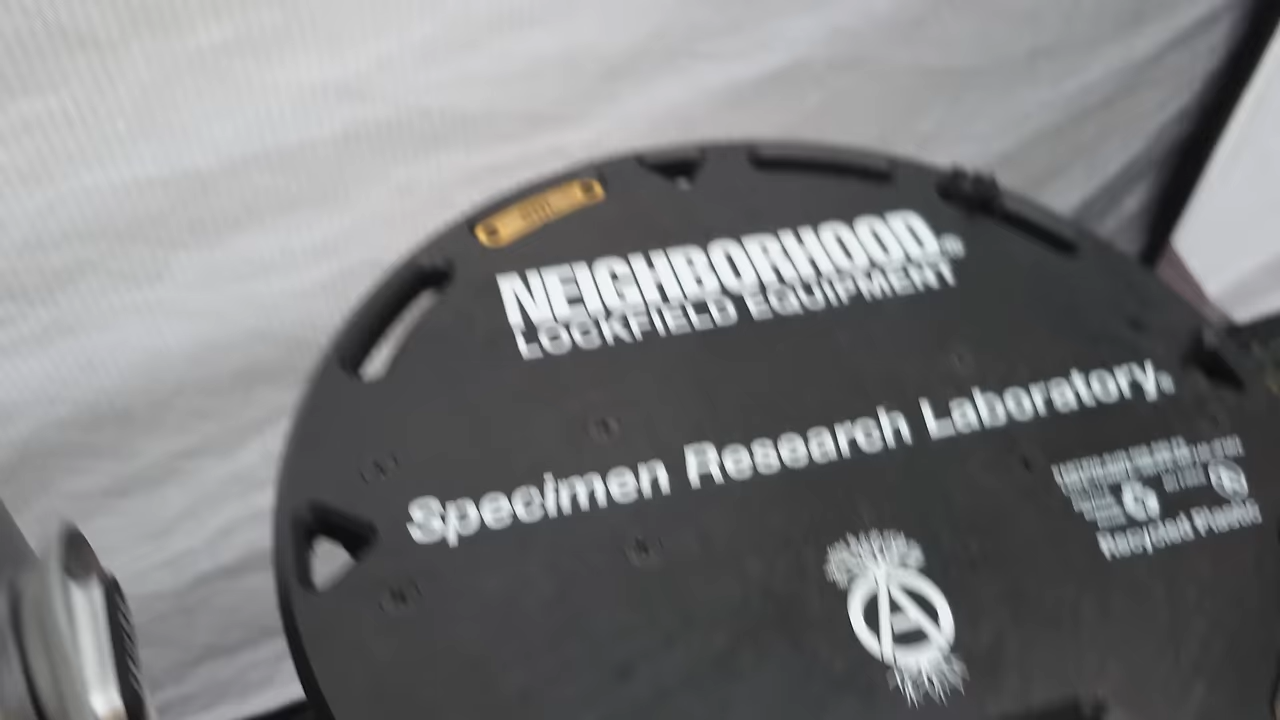 NEIGHBORHOOD®
LOCKFIELD EQUIPMENT
Specimen Research Laboratory.
Recycled Plastic